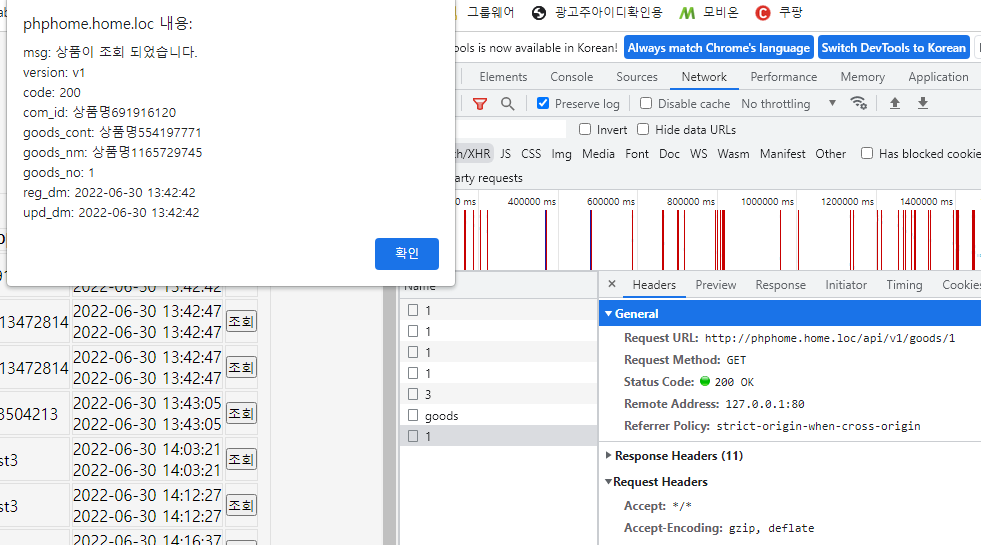 phphome.home.loc 내용:
msg: 상품이 조회 되었습니다.
version: v1
code: 200
com_id: 상품명691916120
goods_cont: 상품명554197771
goods_nm: 상품명1165729745
goods_no: 1
reg_dm: 2022-06-30 13:42:42
upd_dm: 2022-06-30 13:42:42
확인
2022-06-30 13:42:42
13472814 2022-06-30 13:42:47 조회
2022-06-30 13:42:47
13472814 2022-06-30 13:42:47 조회
2022-06-30 13:42:47
3504213 2022-06-30 13:43:05 조회
2022-06-30 13:43:05
st3 2022-06-30 14:03:21 조회
2022-06-30 14:03:21
st3 2022-06-30 14:12:27 조회
2022-06-30 14:12:27
2022-06-30 14:16:37
그룹웨어 광고주아이디확인용 모비온 쿠팡
ools is now available in Korean! Always match Chrome's language Switch DevTools to Korean
Elements Console Sources Network Performance Memory Application
Preserve log Disable cache No throttling
Invert Hide data URLs
h/XHR JS CSS Img Media Font Doc WS Wasm Manifest Other Has blocked cookie
arty requests
ms 400000 ms 600000 ms 800000 ms 1000000 ms 1200000 ms 1400000 ms
Name
1
1
1
1
3
goods
1
× Headers Preview Response Initiator Timing Cookies
General
Request URL: http://phphome.home.loc/api/v1/goods/1
Request Method: GET
Status Code: 200 OK
Remote Address: 127.0.0.1:80
Referrer Policy: strict-origin-when-cross-origin
Response Headers (11)
Request Headers
Accept: */*
Accept-Encoding: gzip, deflate